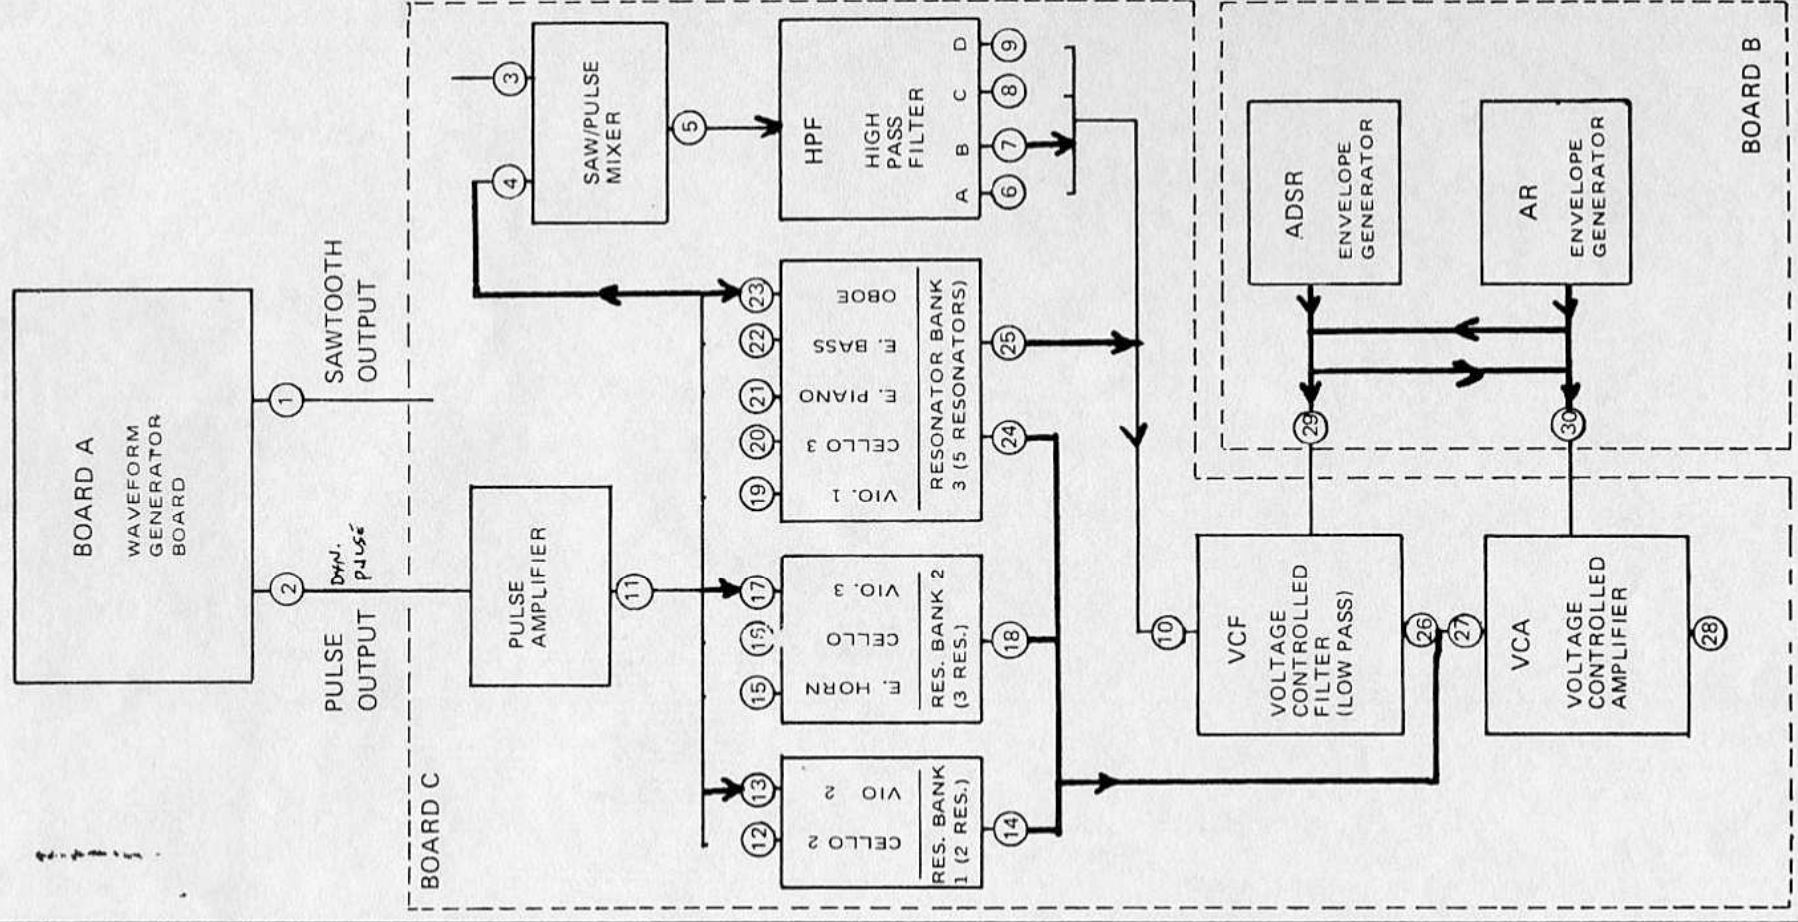 BOARD A
WAVEFORM
GENERATOR
BOARD
2
1
PULSE
OUTPUT
DYN.
PULSE
SAWTOOTH
OUTPUT
BOARD C
PULSE
AMPLIFIER
11
4
3
SAW/PULSE
MIXER
5
12
13
15
16
17
19
20
21
22
23
CELLO 2
VIO 2
RES. BANK
1 (2 RES.)
14
E. HORN
CELLO
VIO. 3
RES. BANK 2
(3 RES.)
18
VIO. 1
CELLO 3
E. PIANO
E. BASS
OBOE
RESONATOR BANK
3 (5 RESONATORS)
24
25
HPF
HIGH
PASS
FILTER
A
B
C
D
6
7
8
9
10
VCF
VOLTAGE
CONTROLLED
FILTER
(LOW PASS)
26
27
VCA
VOLTAGE
CONTROLLED
AMPLIFIER
28
29
30
ADSR
ENVELOPE
GENERATOR
AR
ENVELOPE
GENERATOR
BOARD B